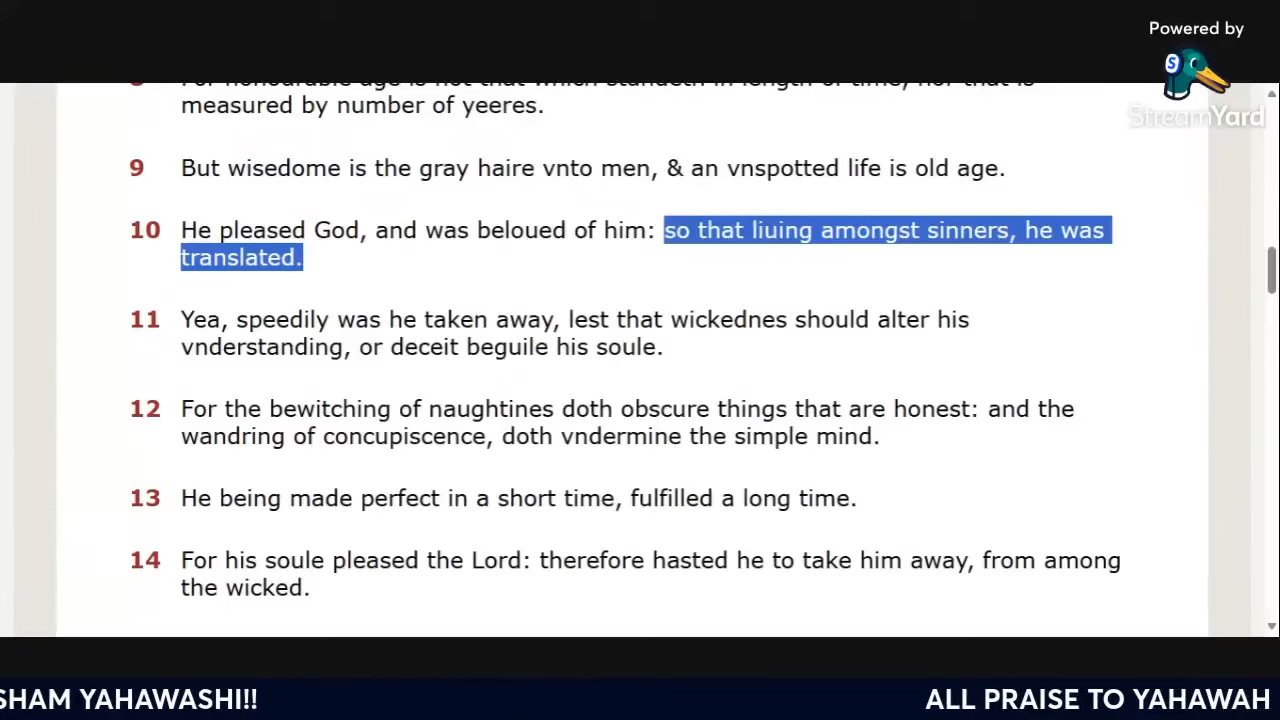 Powered by
StreamYard
measured by number of yeeres.
9 But wisedome is the gray haire vnto men, & an vnspotted life is old age.
10 He pleased God, and was beloued of him: so that liuing amongst sinners, he was
translated.
11 Yea, speedily was he taken away, lest that wickednes should alter his
vnderstanding, or deceit beguile his soule.
12 For the bewitching of naughtines doth obscure things that are honest: and the
wandring of concupiscence, doth vndermine the simple mind.
13 He being made perfect in a short time, fulfilled a long time.
14 For his soule pleased the Lord: therefore hasted he to take him away, from among
the wicked.
SHAM YAHAWASHI!! ALL PRAISE TO YAHAWAH